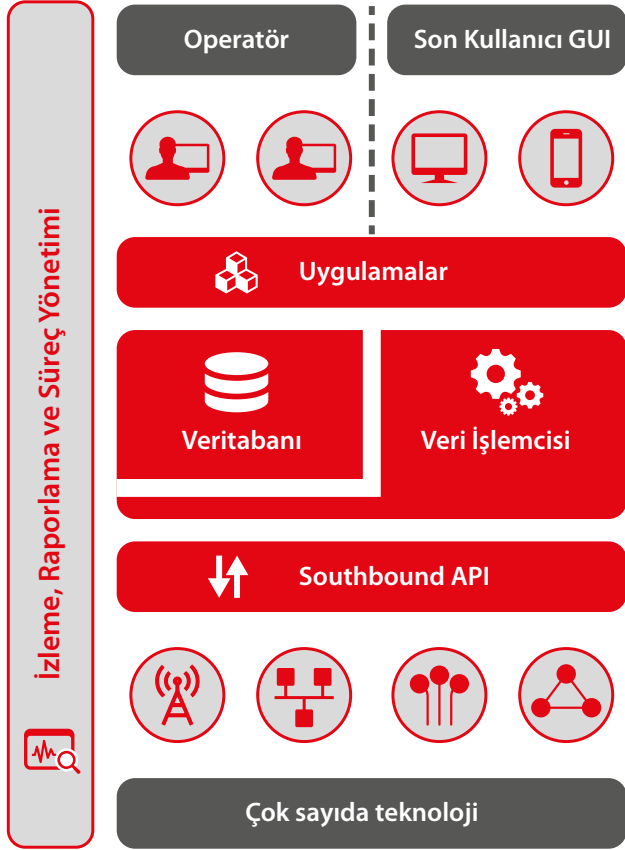 İzleme, Raporlama ve Süreç Yönetimi
Operatör
Son Kullanıcı GUI
Uygulamalar
Veritabanı
Veri İşlemcisi
Southbound API
Çok sayıda teknoloji